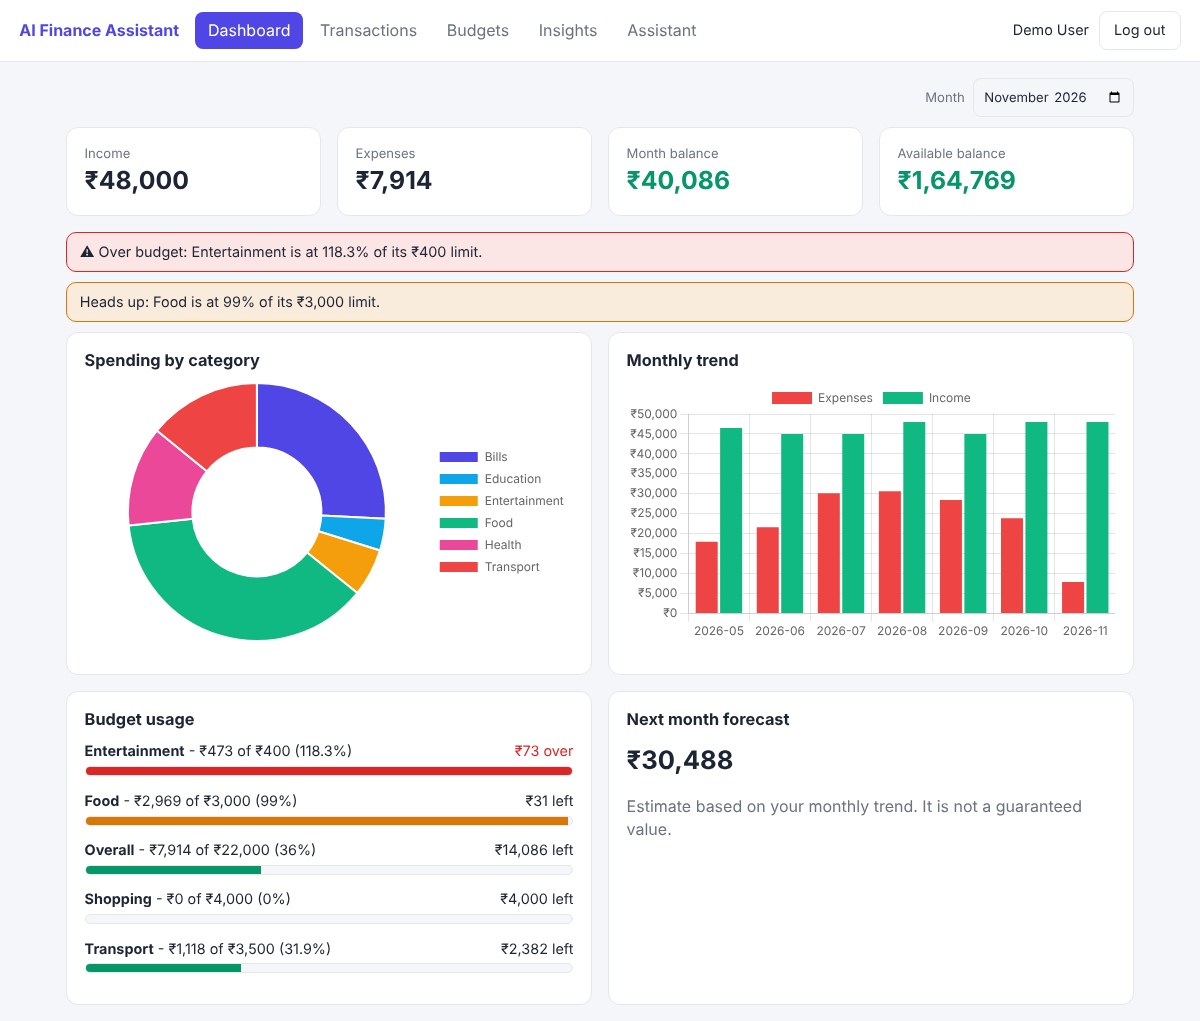 AI Finance Assistant Dashboard Transactions Budgets Insights Assistant Demo User Log out
Month November 2026
Income
₹48,000
Expenses
₹7,914
Month balance
₹40,086
Available balance
₹1,64,769
⚠ Over budget: Entertainment is at 118.3% of its ₹400 limit.
Heads up: Food is at 99% of its ₹3,000 limit.
Spending by category
Bills
Education
Entertainment
Food
Health
Transport
Monthly trend
Expenses Income
₹50,000
₹45,000
₹40,000
₹35,000
₹30,000
₹25,000
₹20,000
₹15,000
₹10,000
₹5,000
₹0
2026-05 2026-06 2026-07 2026-08 2026-09 2026-10 2026-11
Budget usage
Entertainment - ₹473 of ₹400 (118.3%) ₹73 over
Food - ₹2,969 of ₹3,000 (99%) ₹31 left
Overall - ₹7,914 of ₹22,000 (36%) ₹14,086 left
Shopping - ₹0 of ₹4,000 (0%) ₹4,000 left
Transport - ₹1,118 of ₹3,500 (31.9%) ₹2,382 left
Next month forecast
₹30,488
Estimate based on your monthly trend. It is not a guaranteed
value.